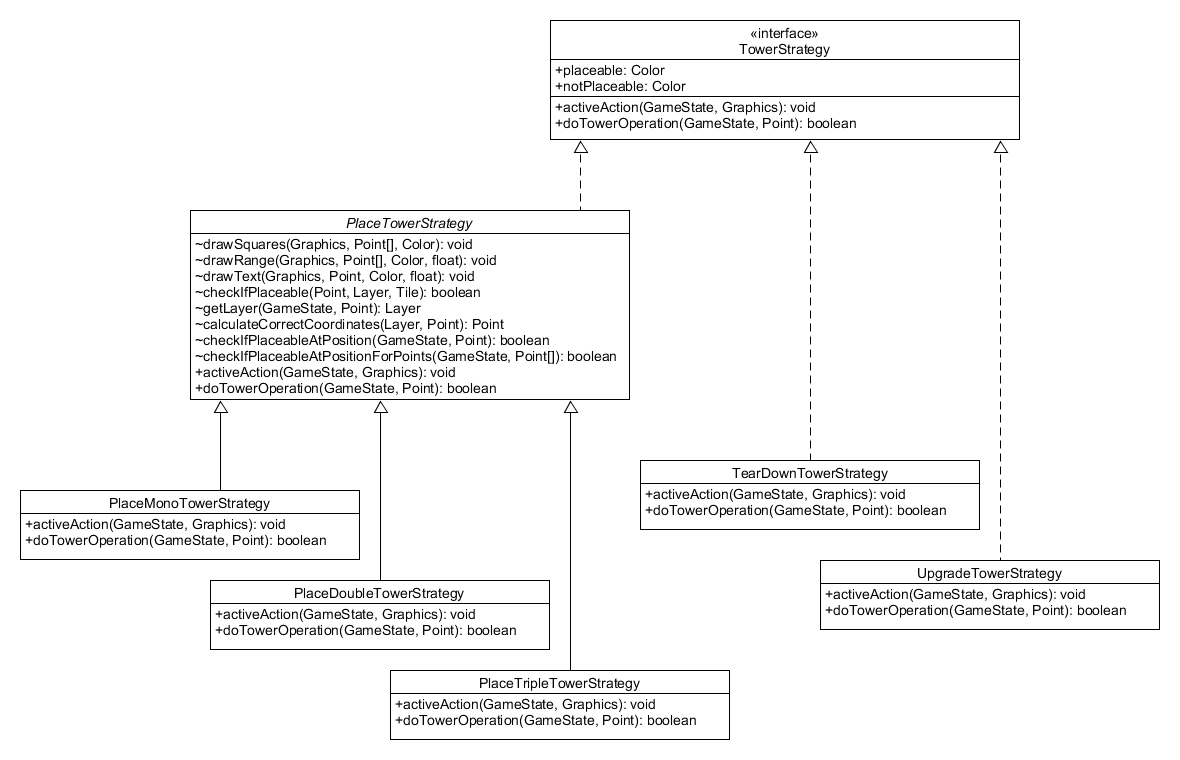 «interface»
TowerStrategy
+placeable: Color
+notPlaceable: Color
+activeAction(GameState, Graphics): void
+doTowerOperation(GameState, Point): boolean
PlaceTowerStrategy
~drawSquares(Graphics, Point[], Color): void
~drawRange(Graphics, Point[], Color, float): void
~drawText(Graphics, Point, Color, float): void
~checkIfPlaceable(Point, Layer, Tile): boolean
~getLayer(GameState, Point): Layer
~calculateCorrectCoordinates(Layer, Point): Point
~checkIfPlaceableAtPosition(GameState, Point): boolean
~checkIfPlaceableAtPositionForPoints(GameState, Point[]): boolean
+activeAction(GameState, Graphics): void
+doTowerOperation(GameState, Point): boolean
TearDownTowerStrategy
+activeAction(GameState, Graphics): void
+doTowerOperation(GameState, Point): boolean
PlaceMonoTowerStrategy
+activeAction(GameState, Graphics): void
+doTowerOperation(GameState, Point): boolean
UpgradeTowerStrategy
+activeAction(GameState, Graphics): void
+doTowerOperation(GameState, Point): boolean
PlaceDoubleTowerStrategy
+activeAction(GameState, Graphics): void
+doTowerOperation(GameState, Point): boolean
PlaceTripleTowerStrategy
+activeAction(GameState, Graphics): void
+doTowerOperation(GameState, Point): boolean